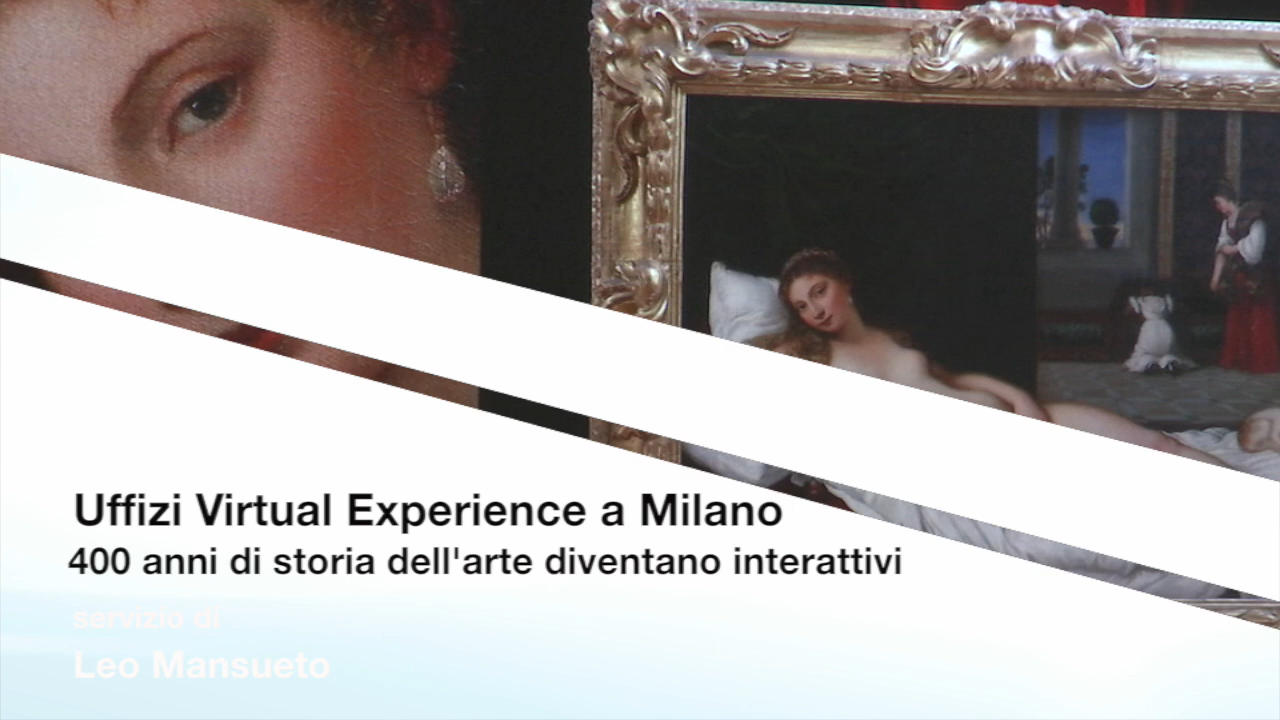 Uffizi Virtual Experience a Milano
400 anni di storia dell'arte diventano interattivi
servizio di
Leo Mansueto